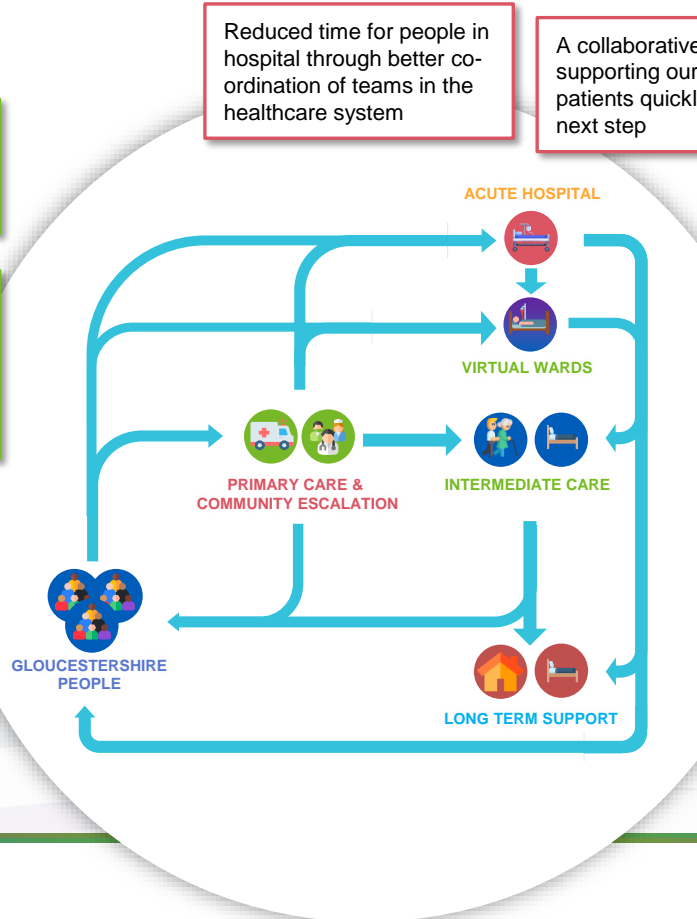 Reduced time for people in
hospital through better co-
ordination of teams in the
healthcare system
A collaborative
supporting our
patients
next step
ACUTE HOSPITAL
VIRTUAL WARDS
PRIMARY CARE &
COMMUNITY ESCALATION
INTERMEDIATE CARE
GLOUCESTERSHIRE
PEOPLE
LONG TERM SUPPORT